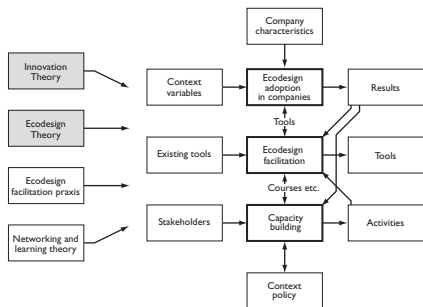 Company
characteristics
Innovation
Theory
Context
variables
Ecodesign
adoption
in companies
Results
Tools
Ecodesign
Theory
Existing tools
Ecodesign
facilitation
Tools
Ecodesign
facilitation praxis
Courses etc.
Stakeholders
Capacity
building
Activities
Networking and
learning theory
Context
policy